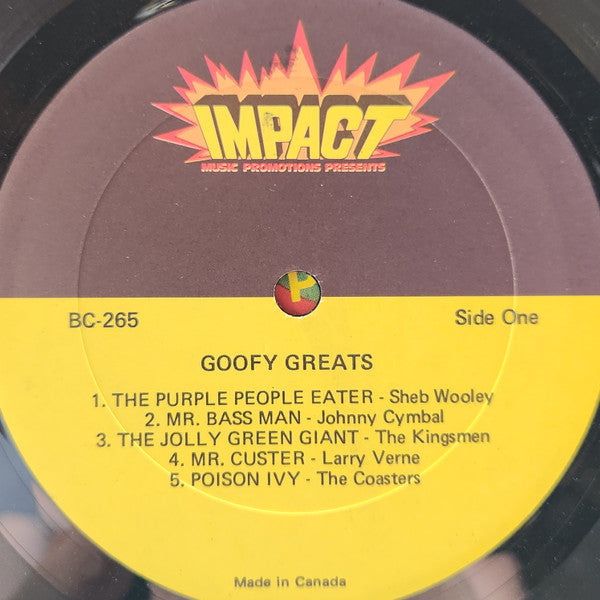 IMPACT
MUSIC PROMOTIONS PRESENTS
BC-265
Side One
GOOFY GREATS
1. THE PURPLE PEOPLE EATER - Sheb Wooley
2. MR. BASS MAN - Johnny Cymbal
3. THE JOLLY GREEN GIANT - The Kingsmen
4. MR. CUSTER - Larry Verne
5. POISON IVY - The Coasters
Made in Canada